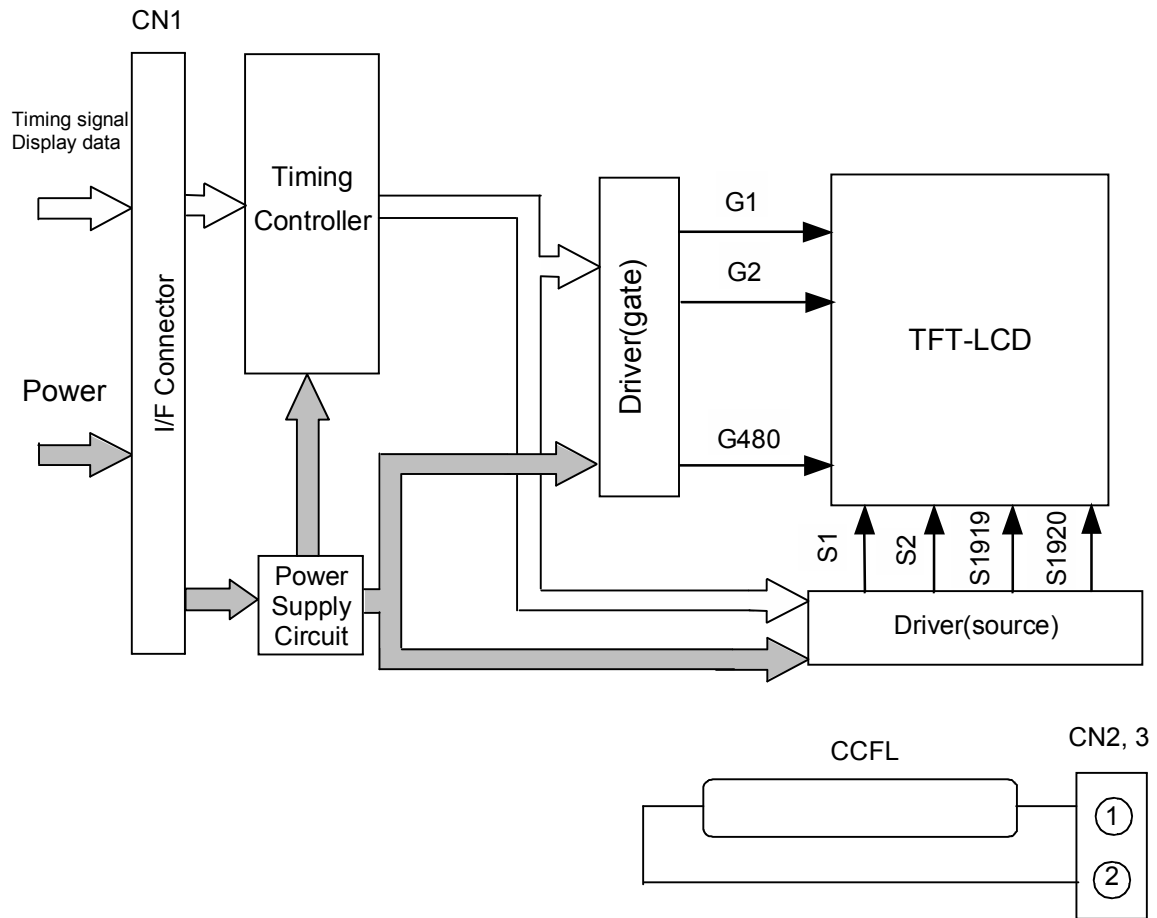 CN1
Timing signal
Display data
Power
I/F Connector
Timing
Controller
Power
Supply
Circuit
Driver(gate)
G1
G2
G480
TFT-LCD
S1
S2
S1919
S1920
Driver(source)
CCFL
CN2, 3
1
2